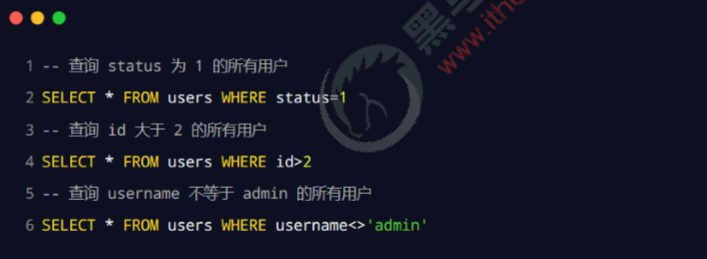 1 -- 查询 status 为 1 的所有用户
2 SELECT * FROM users WHERE status=1
3 -- 查询 id 大于 2 的所有用户
4 SELECT * FROM users WHERE id>2
5 -- 查询 username 不等于 admin 的所有用户
6 SELECT * FROM users WHERE username<>'admin'
黑
www.ithe